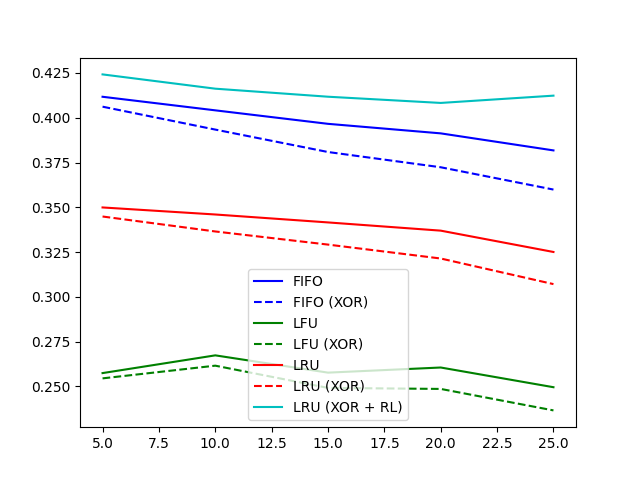 0.425
0.400
0.375
0.350
0.325
0.300
0.275
0.250
FIFO
FIFO (XOR)
LFU
LFU (XOR)
LRU
LRU (XOR)
LRU (XOR + RL)
5.0 7.5 10.0 12.5 15.0 17.5 20.0 22.5 25.0